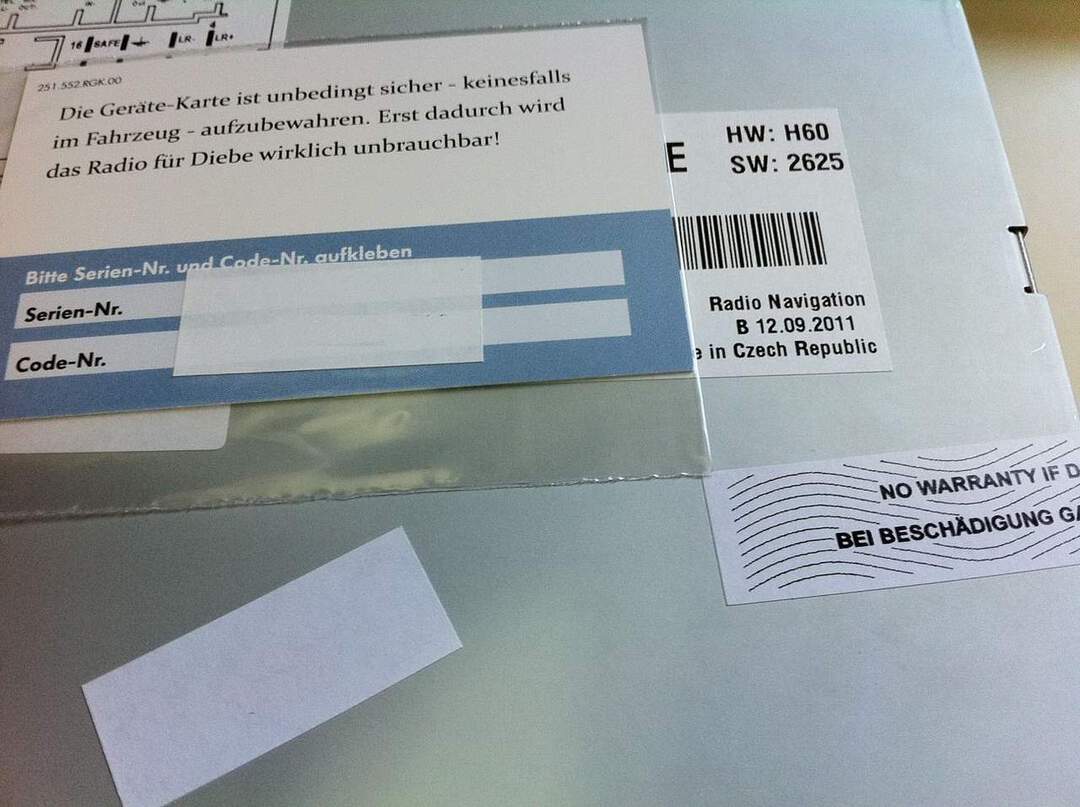 16 SAFE LR- LR+
251.552.RGK.00
Die Geräte-Karte ist unbedingt sicher - keinesfalls
im Fahrzeug - aufzubewahren. Erst dadurch wird
das Radio für Diebe wirklich unbrauchbar!
Bitte Serien-Nr. und Code-Nr. aufkleben
Serien-Nr.
Code-Nr.
E
HW: H60
SW: 2625
Radio Navigation
B 12.09.2011
e in Czech Republic
NO WARRANTY IF D
BEI BESCHÄDIGUNG GA